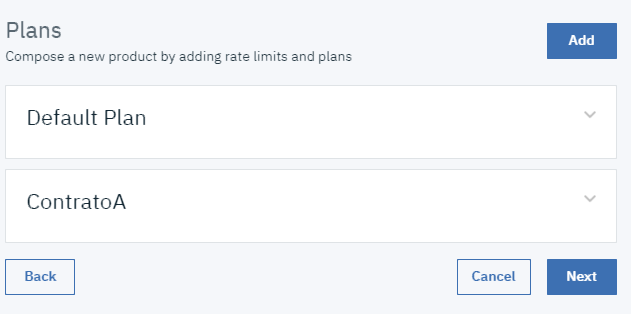 Plans
Add
Compose a new product by adding rate limits and plans
Default Plan
ContratoA
Back
Cancel
Next